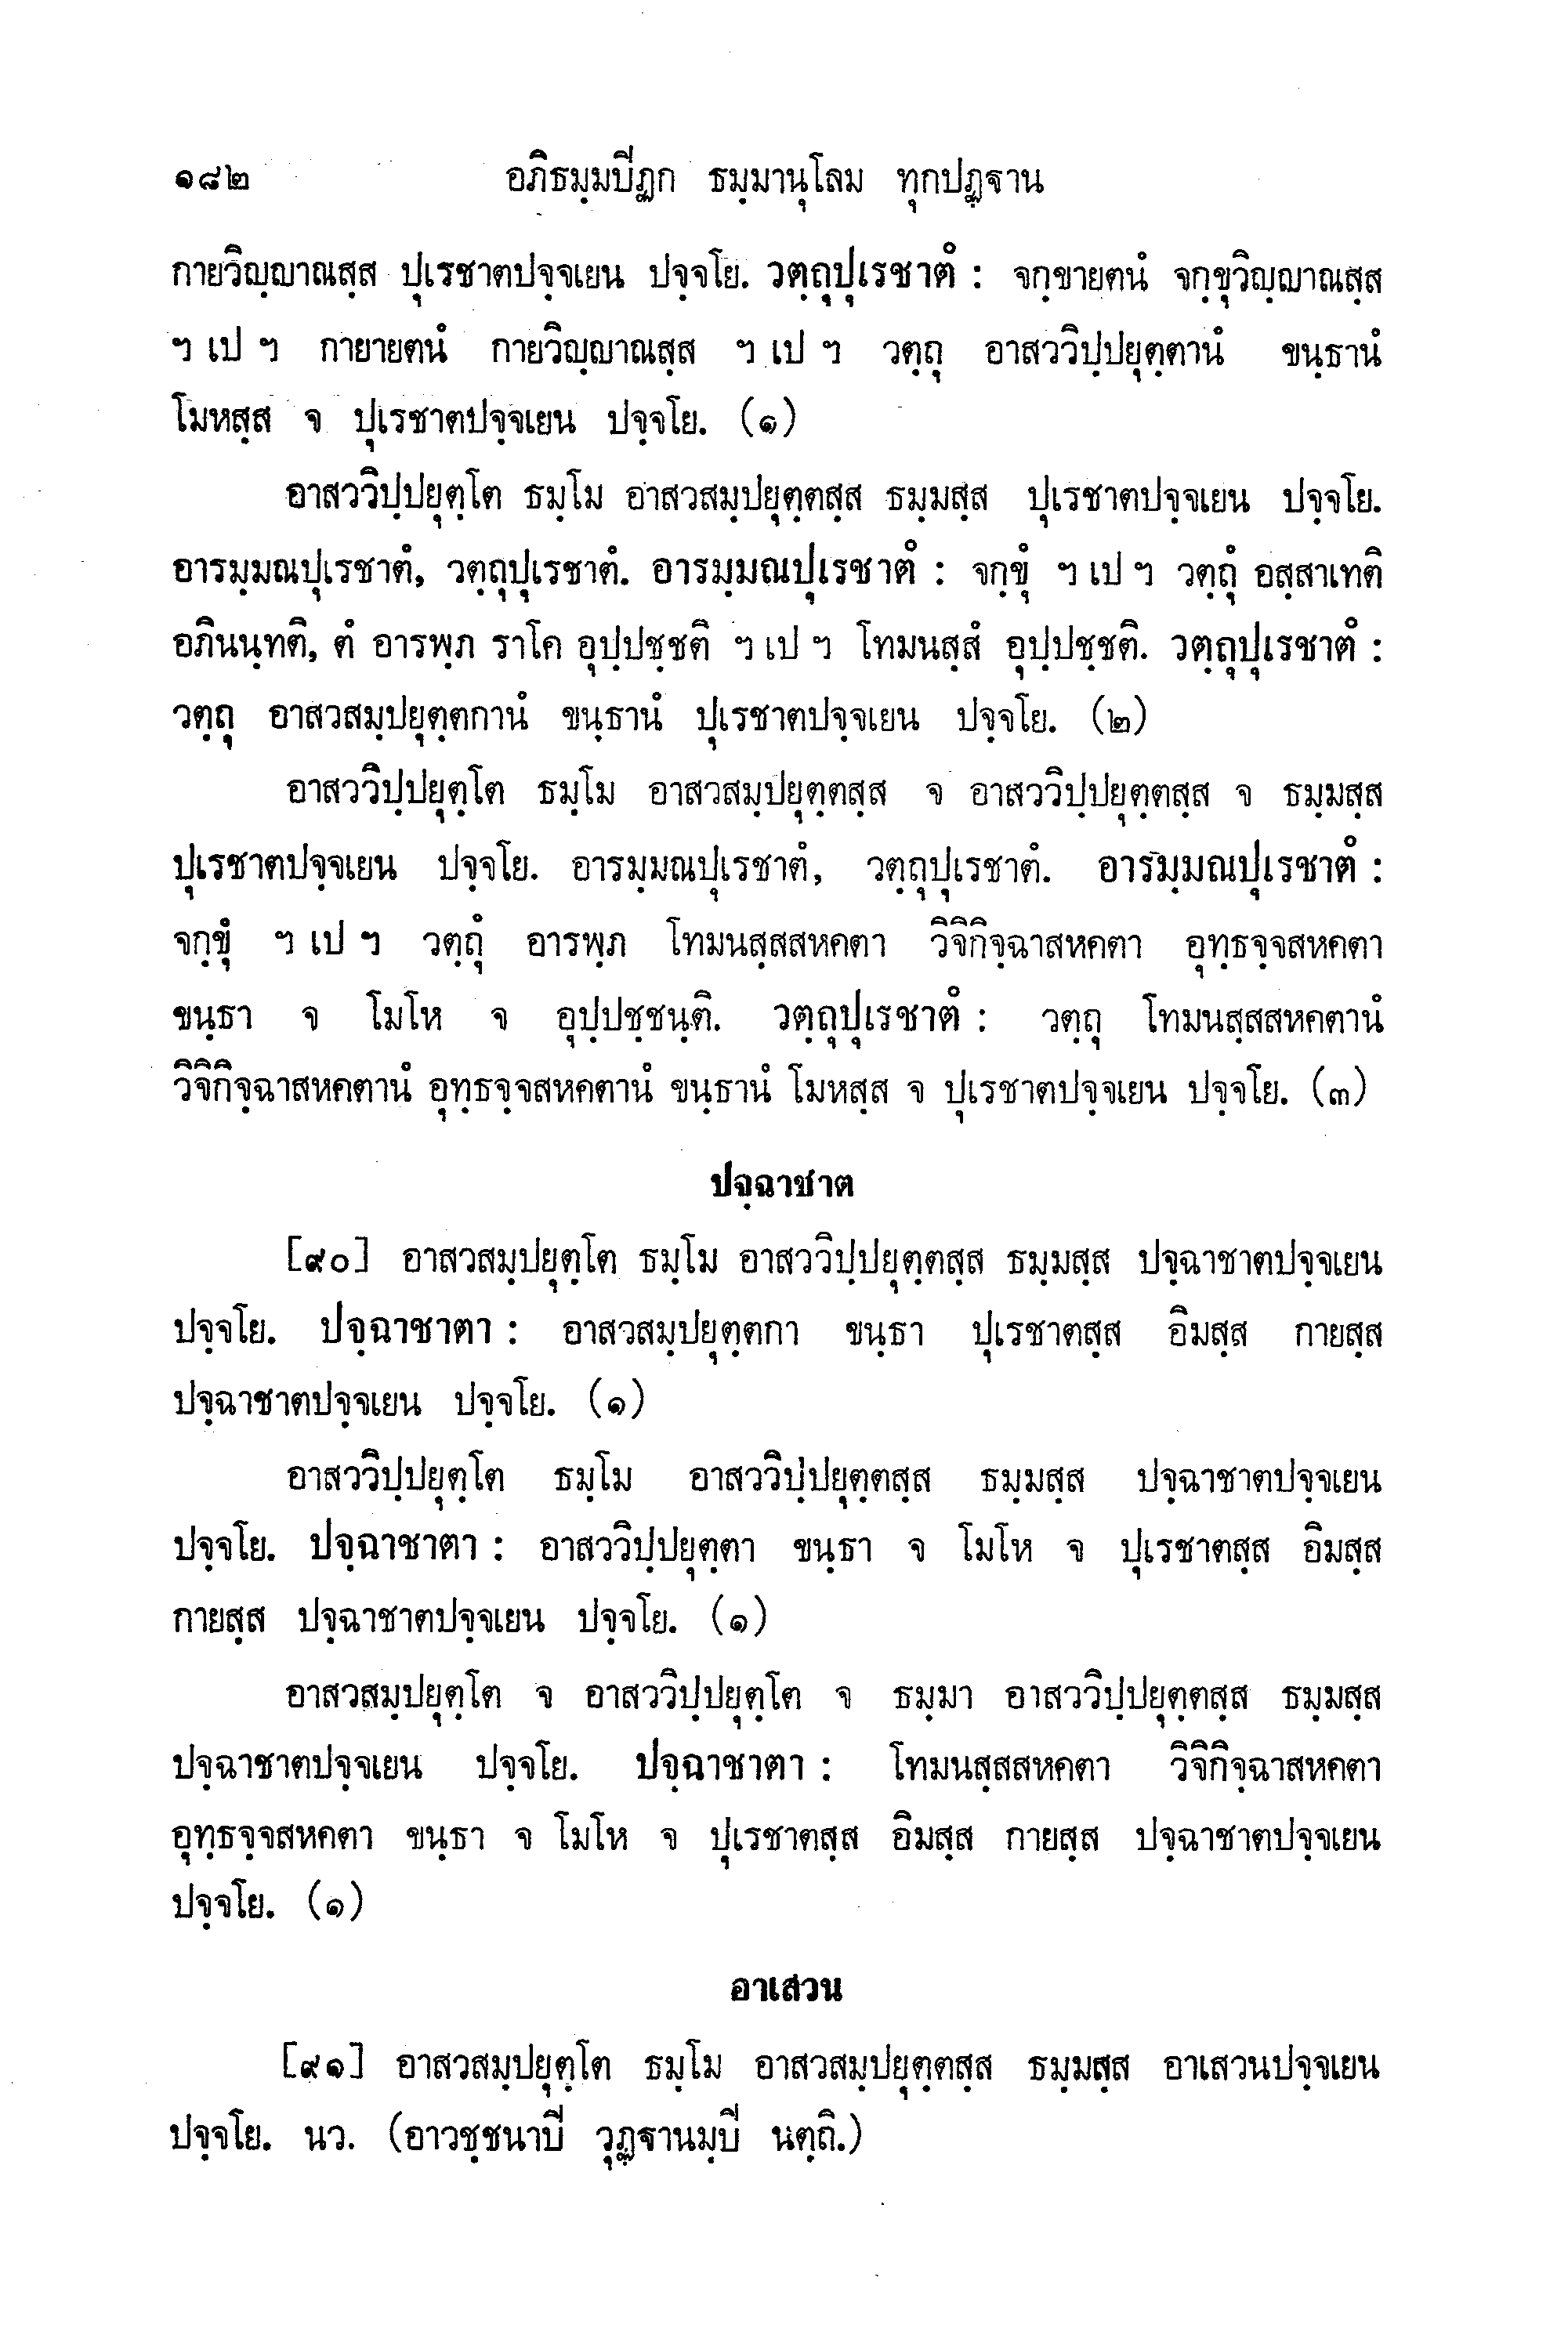 ๑๘๒ อภิธมฺมปีฏก ธมฺมานุโลม ทุกปฏฺฐาน
กายวิญฺญาณสฺส ปุเรชาตปจฺจเยน ปจฺจโย. วตฺถุปุเรชาตํ : จกฺขายตนํ จกฺขุวิญฺญาณสฺส
ฯ เป ฯ กายายตนํ กายวิญฺญาณสฺส ฯ เป ฯ วตฺถุ อาสววิปฺปยุตฺตานํ ขนฺธานํ
โมหสฺส จ ปุเรชาตปจฺจเยน ปจฺจโย. (๑)
อาสววิปฺปยุตฺโต ธมฺโม อาสวสมฺปยุตฺตสฺส ธมฺมสฺส ปุเรชาตปจฺจเยน ปจฺจโย.
อารมฺมณปุเรชาตํ, วตฺถุปุเรชาตํ. อารมฺมณปุเรชาตํ : จกฺขุํ ฯ เป ฯ วตฺถุํ อสฺสาเทติ
อภินนฺทติ, ตํ อารพฺภ ราโค อุปฺปชฺชติ ฯ เป ฯ โทมนสฺสํ อุปฺปชฺชติ. วตฺถุปุเรชาตํ :
วตฺถุ อาสวสมฺปยุตฺตกานํ ขนฺธานํ ปุเรชาตปจฺจเยน ปจฺจโย. (๒)
อาสววิปฺปยุตฺโต ธมฺโม อาสวสมฺปยุตฺตสฺส จ อาสววิปฺปยุตฺตสฺส จ ธมฺมสฺส
ปุเรชาตปจฺจเยน ปจฺจโย. อารมฺมณปุเรชาตํ, วตฺถุปุเรชาตํ. อารมฺมณปุเรชาตํ :
จกฺขุํ ฯ เป ฯ วตฺถุํ อารพฺภ โทมนสฺสสหคตา วิจิกิจฺฉาสหคตา อุทฺธจฺจสหคตา
ขนฺธา จ โมโห จ อุปฺปชฺชนฺติ. วตฺถุปุเรชาตํ : วตฺถุ โทมนสฺสสหคตานํ
วิจิกิจฺฉาสหคตานํ อุทฺธจฺจสหคตานํ ขนฺธานํ โมหสฺส จ ปุเรชาตปจฺจเยน ปจฺจโย. (๓)
ปจฺฉาชาต
[๙๐] อาสวสมฺปยุตฺโต ธมฺโม อาสววิปฺปยุตฺตสฺส ธมฺมสฺส ปจฺฉาชาตปจฺจเยน
ปจฺจโย. ปจฺฉาชาตา : อาสวสมฺปยุตฺตกา ขนฺธา ปุเรชาตสฺส อิมสฺส กายสฺส
ปจฺฉาชาตปจฺจเยน ปจฺจโย. (๑)
อาสววิปฺปยุตฺโต ธมฺโม อาสววิปฺปยุตฺตสฺส ธมฺมสฺส ปจฺฉาชาตปจฺจเยน
ปจฺจโย. ปจฺฉาชาตา : อาสววิปฺปยุตฺตา ขนฺธา จ โมโห จ ปุเรชาตสฺส อิมสฺส
กายสฺส ปจฺฉาชาตปจฺจเยน ปจฺจโย. (๑)
อาสวสมฺปยุตฺโต จ อาสววิปฺปยุตฺโต จ ธมฺมา อาสววิปฺปยุตฺตสฺส ธมฺมสฺส
ปจฺฉาชาตปจฺจเยน ปจฺจโย. ปจฺฉาชาตา : โทมนสฺสสหคตา วิจิกิจฺฉาสหคตา
อุทฺธจฺจสหคตา ขนฺธา จ โมโห จ ปุเรชาตสฺส อิมสฺส กายสฺส ปจฺฉาชาตปจฺจเยน
ปจฺจโย. (๑)
อาเสวน
[๙๑] อาสวสมฺปยุตฺโต ธมฺโม อาสวสมฺปยุตฺตสฺส ธมฺมสฺส อาเสวนปจฺจเยน
ปจฺจโย. นว. (อาวชฺชนาปี วุฏฺฐานมฺปี นตฺถิ.)